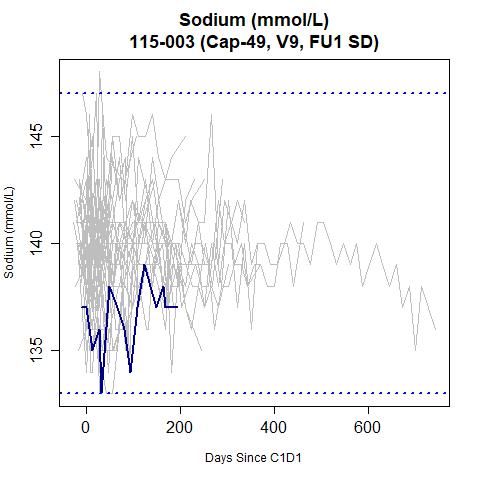 Sodium (mmol/L)
115-003 (Cap-49, V9, FU1 SD)
Sodium (mmol/L)
145
140
135
0 200 400 600
Days Since C1D1